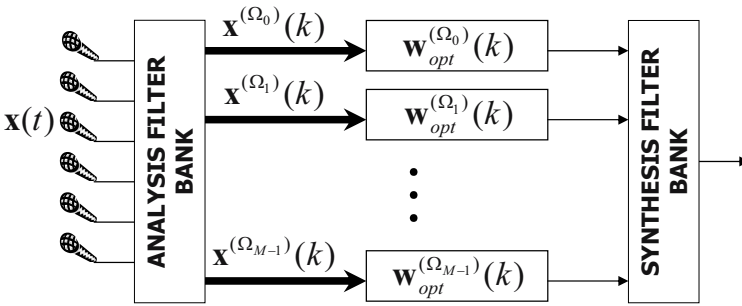 x(t)
ANALYSIS FILTER
BANK
x^(Ω_0)(k)
w_opt^(Ω_0)(k)
x^(Ω_1)(k)
w_opt^(Ω_1)(k)
x^(Ω_{M−1})(k)
w_opt^(Ω_{M−1})(k)
SYNTHESIS FILTER
BANK